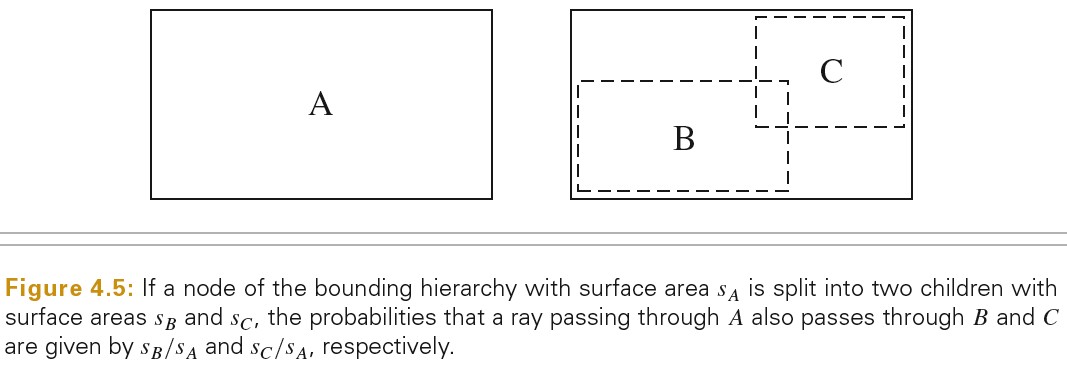 A
C
B
Figure 4.5: If a node of the bounding hierarchy with surface area s_A is split into two children with
surface areas s_B and s_C, the probabilities that a ray passing through A also passes through B and C
are given by s_B/s_A and s_C/s_A, respectively.